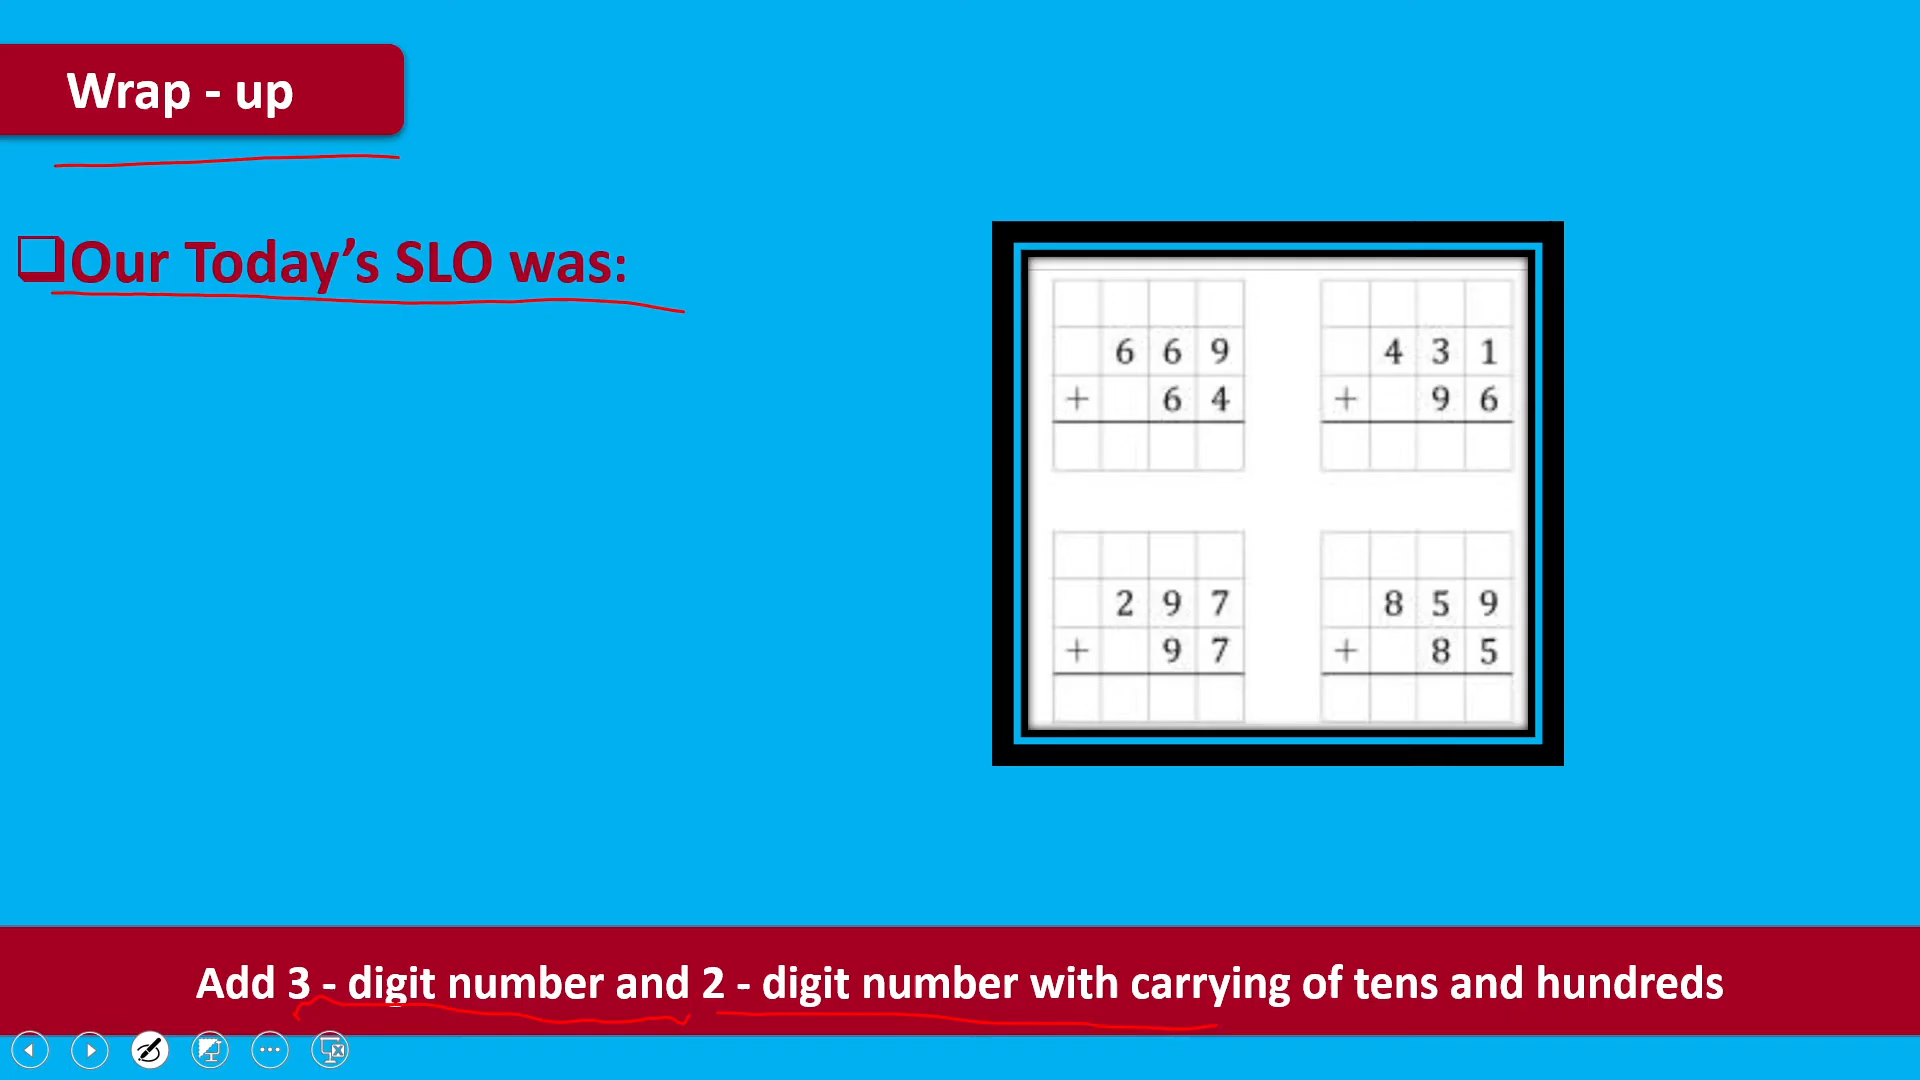 Wrap - up
Our Today’s SLO was:
6 6 9
+ 6 4
4 3 1
+ 9 6
2 9 7
+ 9 7
8 5 9
+ 8 5
Add 3 - digit number and 2 - digit number with carrying of tens and hundreds